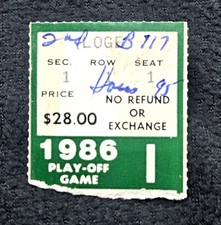 2nd LOGE B 717
SEC. ROW SEAT
1 1
PRICE
$28.00
NO REFUND
OR
EXCHANGE
1986
PLAY-OFF
GAME
1